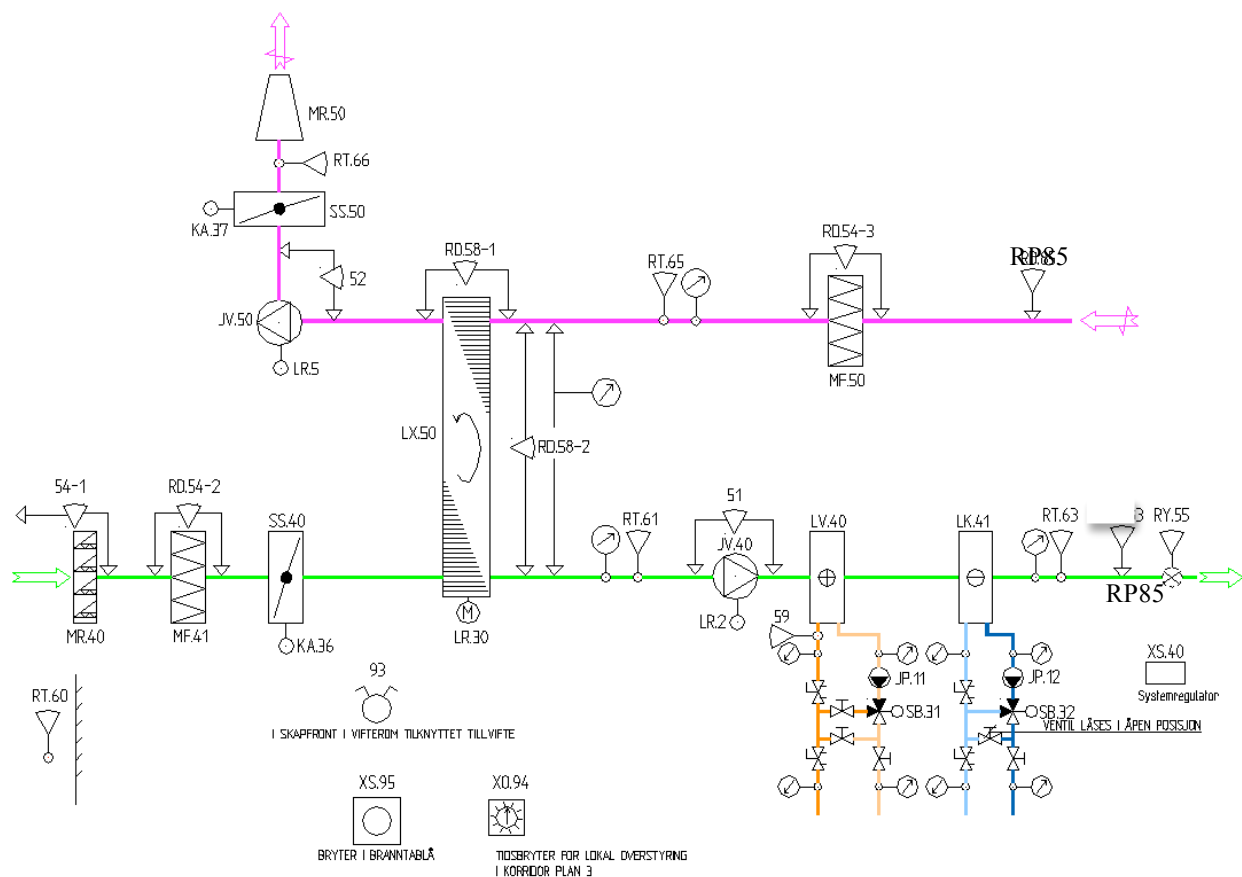 MR.50
RT.66
SS.50
KA.37
52
JV.50
LR.5
RD.58-1
RT.65
RD.54-3
RP85
MF.50
LX.50
RD.58-2
54-1
RD.54-2
SS.40
RT.61
51
JV.40
LV.40
LK.41
RT.63
3
RY.55
RP85
MR.40
MF.41
KA.36
M
LR.30
LR.2
59
RT.60
93
I SKAPFRONT I VIFTEROM TILKNYTTET TILLVIFTE
JP.11
SB.31
JP.12
SB.32
XS.40
Systemregulator
VENTIL LÅSES I ÅPEN POSISJON
XS.95
BRYTER I BRANNTABLÅ
XO.94
TIDSBRYTER FOR LOKAL OVERSTYRING
I KORRIDOR PLAN 3